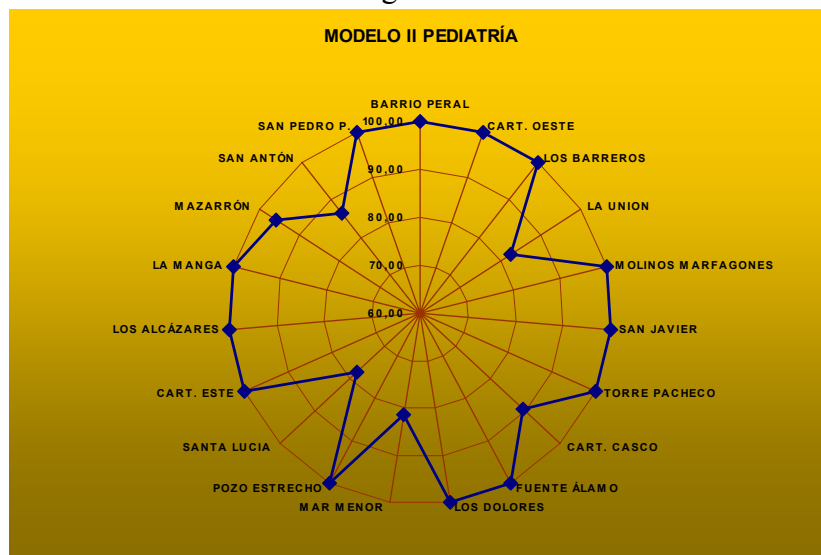 MODELO II PEDIATRÍA
BARRIO PERAL
100,00
SAN PEDRO P.
CART. OESTE
SAN ANTÓN
LOS BARREROS
90,00
MAZARRÓN
LA UNION
80,00
LA MANGA
70,00
MOLINOS MARFAGONES
60,00
LOS ALCÁZARES
SAN JAVIER
CART. ESTE
TORRE PACHECO
SANTA LUCIA
CART. CASCO
POZO ESTRECHO
FUENTE ÁLAMO
MAR MENOR
LOS DOLORES